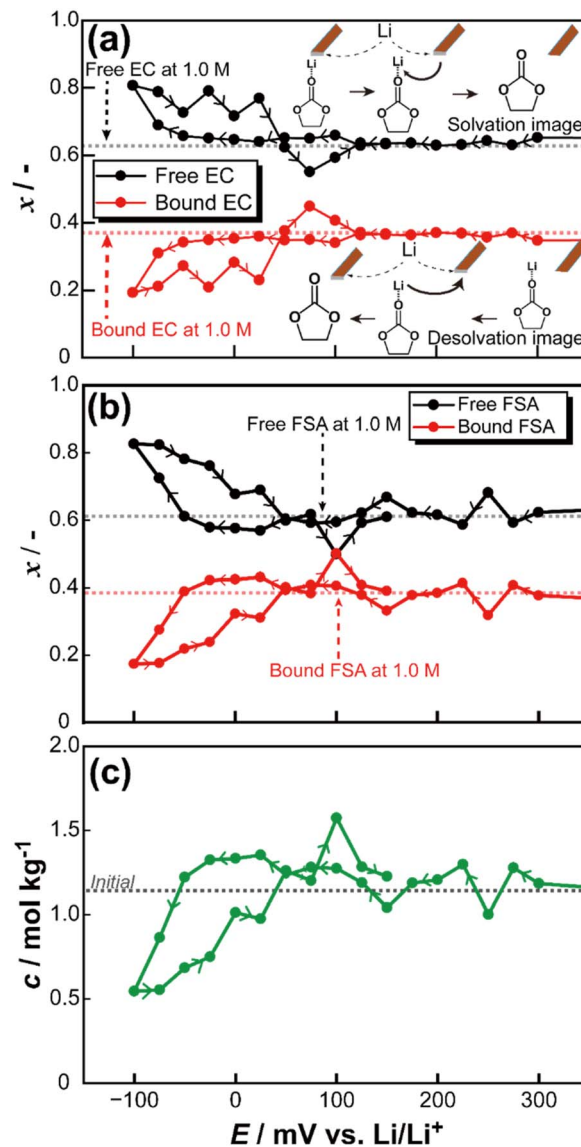 (a)
Li
Free EC at 1.0 M
Li
Li
O
O
O
O O
O O
O O
Solvation image
Free EC
Bound EC
Li
Li
Li
O
O
O
O O
O O
O O
Bound EC at 1.0 M
Desolvation image
1.0
0.8
0.6
0.4
0.2
0
x / -
(b)
Free FSA
Bound FSA
Free FSA at 1.0 M
Bound FSA at 1.0 M
1.0
0.8
0.6
0.4
0.2
0
x / -
(c)
Initial
2.0
1.5
1.0
0.5
0
c / mol kg⁻¹
−100 0 100 200 300
E / mV vs. Li/Li⁺